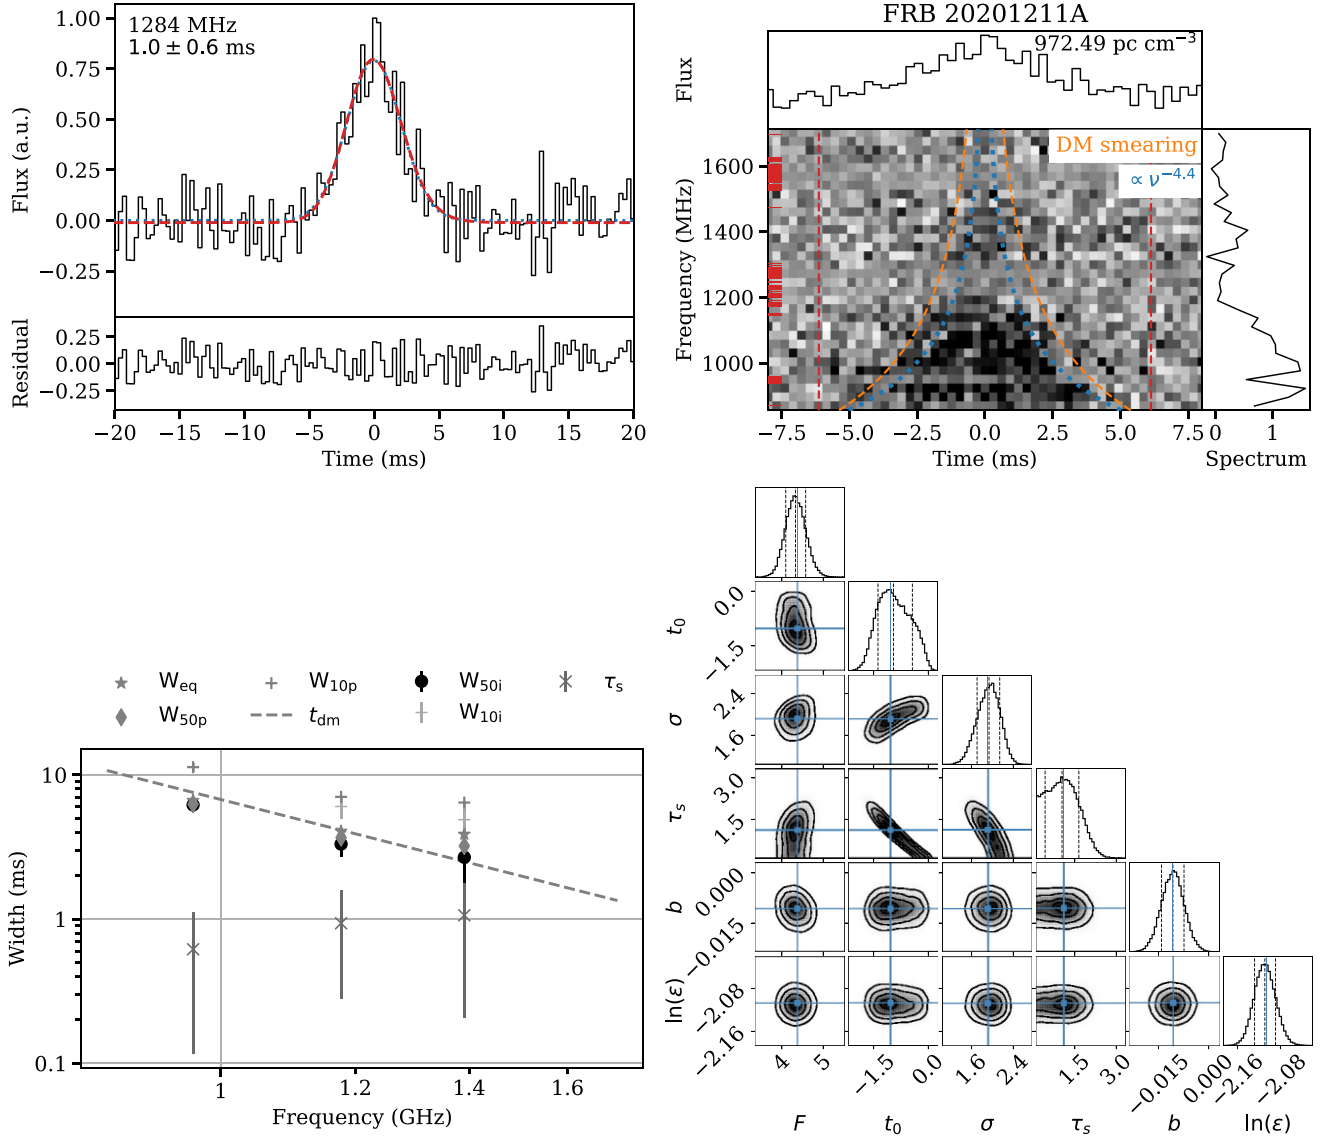 1284 MHz
1.0 ± 0.6 ms
Flux (a.u.)
1.00
0.75
0.50
0.25
0.00
−0.25
Residual
0.25
0.00
−0.25
−20 −15 −10 −5 0 5 10 15 20
Time (ms)
FRB 20201211A
972.49 pc cm⁻³
Flux
DM smearing
∝ ν⁻⁴·⁴
Frequency (MHz)
1600
1400
1200
1000
−7.5 −5.0 −2.5 0.0 2.5 5.0 7.5 0 1
Time (ms) Spectrum
W_eq W_10p W_50i τ_s
W_50p t_dm W_10i
Width (ms)
10
1
0.1
1 1.2 1.4 1.6
Frequency (GHz)
t₀
0.0
−1.5
σ
2.4
1.6
τ_s
3.0
1.5
b
0.000
−0.015
ln(ε)
−2.08
−2.16
4 5 −1.5 0.0 1.6 2.4 1.5 3.0 −0.015 0.000 −2.16 −2.08
F t₀ σ τ_s b ln(ε)